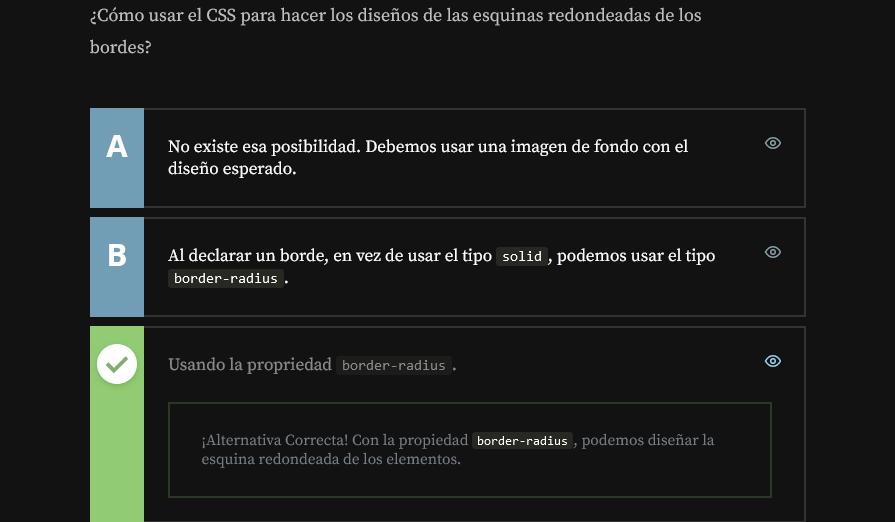 ¿Cómo usar el CSS para hacer los diseños de las esquinas redondeadas de los
bordes?
A
No existe esa posibilidad. Debemos usar una imagen de fondo con el
diseño esperado.
B
Al declarar un borde, en vez de usar el tipo solid, podemos usar el tipo
border-radius.
Usando la propriedad border-radius.
¡Alternativa Correcta! Con la propiedad border-radius, podemos diseñar la
esquina redondeada de los elementos.